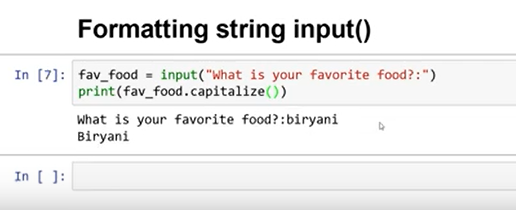 Formatting string input()
In [7]: fav_food = input("What is your favorite food?:")
print(fav_food.capitalize())
What is your favorite food?:biryani
Biryani
In [ ]: